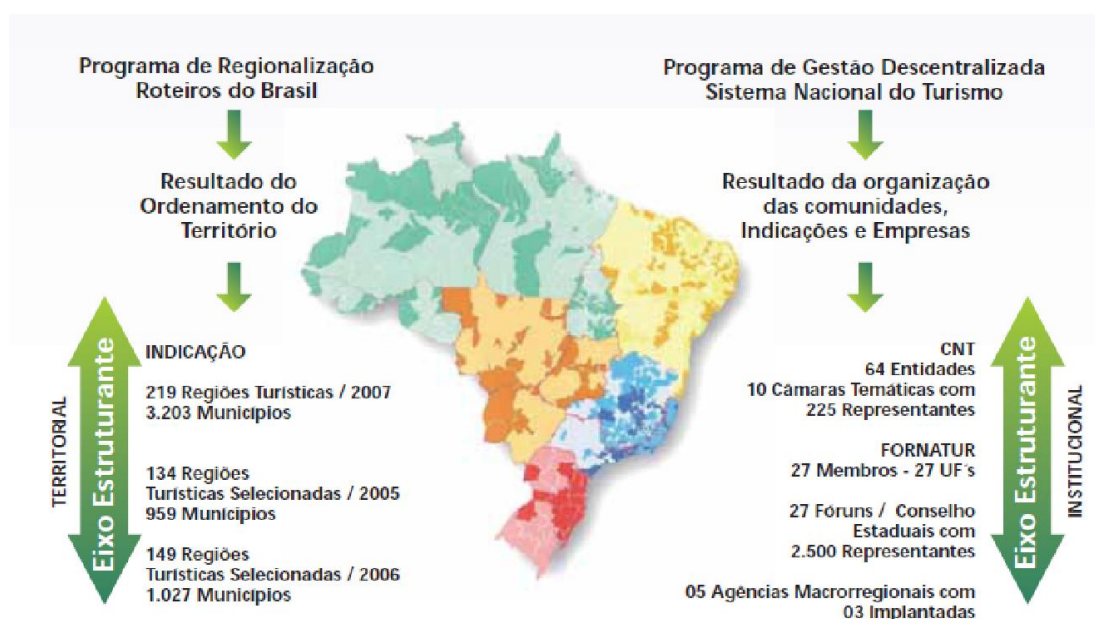 Programa de Regionalização
Roteiros do Brasil
Resultado do
Ordenamento do
Território
TERRITORIAL
Eixo Estruturante
INDICAÇÃO
219 Regiões Turísticas / 2007
3.203 Municípios
134 Regiões
Turísticas Selecionadas / 2005
959 Municípios
149 Regiões
Turísticas Selecionadas / 2006
1.027 Municípios
Programa de Gestão Descentralizada
Sistema Nacional do Turismo
Resultado da organização
das comunidades,
Indicações e Empresas
CNT
64 Entidades
10 Câmaras Temáticas com
225 Representantes
FORNATUR
27 Membros - 27 UF´s
27 Fóruns / Conselho
Estaduais com
2.500 Representantes
05 Agências Macrorregionais com
03 Implantadas
Eixo Estruturante
INSTITUCIONAL